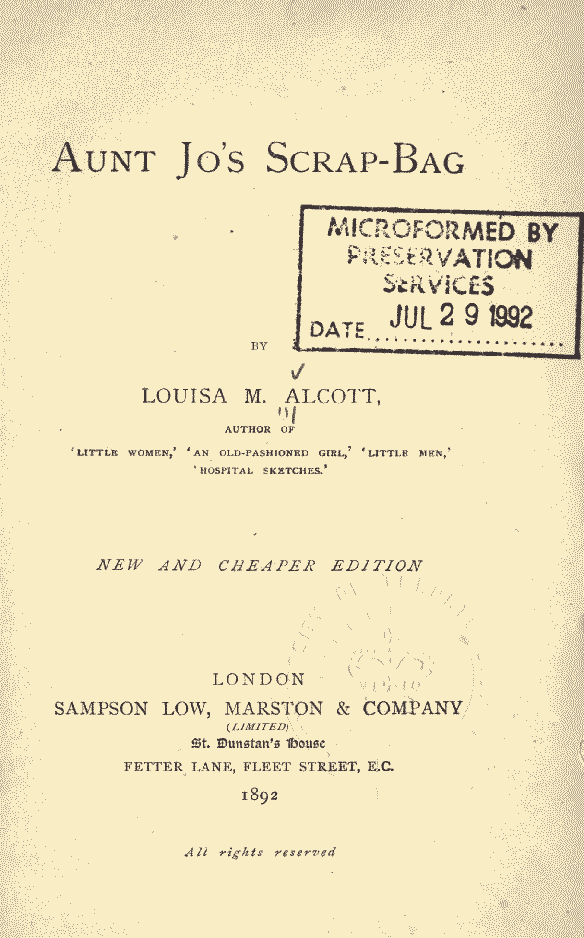 AUNT JO'S SCRAP-BAG
MICROFORMED BY
PRESERVATION
SERVICES
DATE JUL 29 1992
BY
LOUISA M. ALCOTT,
AUTHOR OF
'LITTLE WOMEN,' 'AN OLD-FASHIONED GIRL,' 'LITTLE MEN,'
'HOSPITAL SKETCHES.'
NEW AND CHEAPER EDITION
LONDON
SAMPSON LOW, MARSTON & COMPANY
(LIMITED)
St. Dunstan's House
FETTER LANE, FLEET STREET, E.C.
1892
All rights reserved